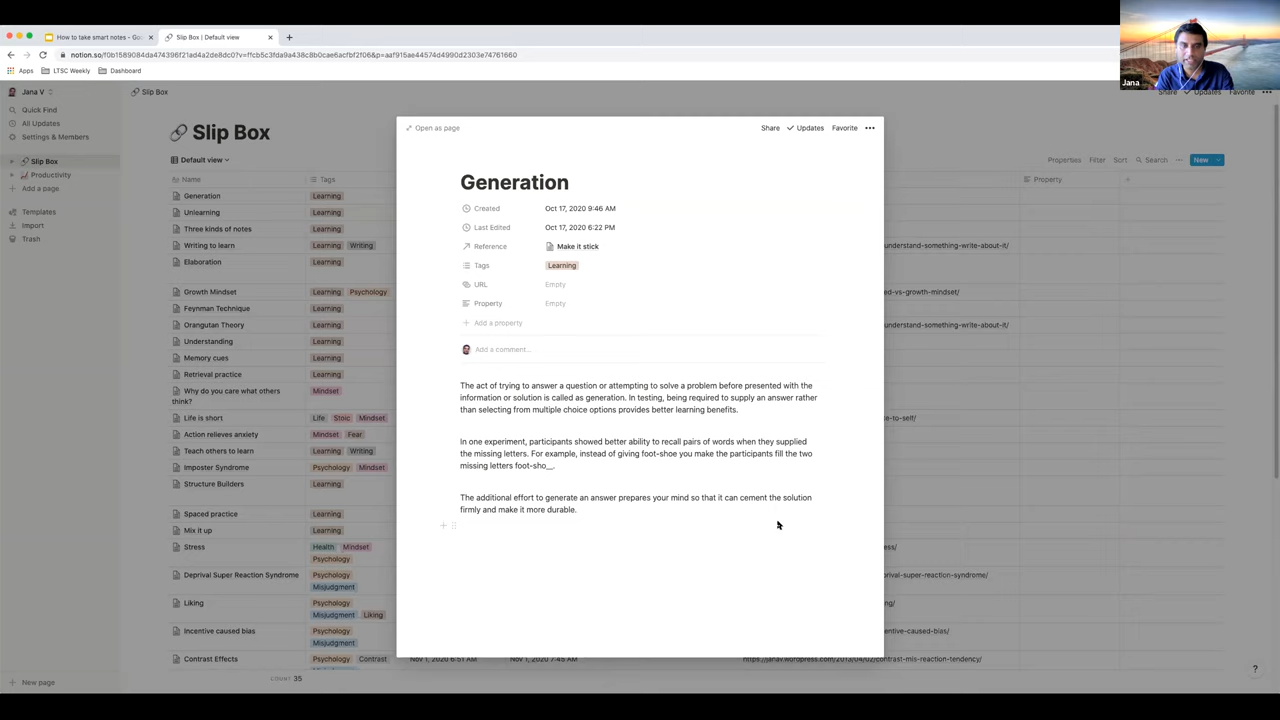 How to take smart notes - Goo
Slip Box | Default view
notion.so/f0b1589084da474396f21ad4a2de8dc0?v=ffcb5c3fda9a438c8b0cae6acfbf2f06&p=aaf915ae44574d4990d2303e74761660
Apps
LTSC Weekly
Dashboard
Jana
Jana V
Slip Box
Share
Updates
Favorite
Quick Find
All Updates
Settings & Members
Slip Box
Productivity
Add a page
Templates
Import
Trash
New page
Slip Box
Default view
Properties
Filter
Sort
Search
New
Name
Tags
Property
Generation
Learning
Unlearning
Learning
Three kinds of notes
Learning
Writing to learn
Learning
Writing
understand-something-write-about-it/
Elaboration
Learning
Growth Mindset
Learning
Psychology
ed-vs-growth-mindset/
Feynman Technique
Learning
Orangutan Theory
Learning
understand-something-write-about-it/
Understanding
Learning
Memory cues
Learning
Retrieval practice
Learning
Why do you care what others
think?
Mindset
Life is short
Life
Stoic
Mindset
e-to-self/
Action relieves anxiety
Mindset
Fear
Teach others to learn
Learning
Writing
Imposter Syndrome
Psychology
Mindset
Structure Builders
Learning
Spaced practice
Learning
Mix it up
Learning
Stress
Health
Mindset
Psychology
ess/
Deprival Super Reaction Syndrome
Psychology
Misjudgment
eprival-super-reaction-syndrome/
Liking
Psychology
Misjudgment
Liking
ng/
Incentive caused bias
Psychology
Misjudgment
entive-caused-bias/
Contrast Effects
Psychology
Contrast
Nov 1, 2020 6:51 AM
Nov 1, 2020 7:45 AM
https://janav.wordpress.com/2013/04/02/contrast-mis-reaction-tendency/
COUNT 35
Open as page
Share
Updates
Favorite
Generation
Created
Oct 17, 2020 9:46 AM
Last Edited
Oct 17, 2020 6:22 PM
Reference
Make it stick
Tags
Learning
URL
Empty
Property
Empty
Add a property
Add a comment...
The act of trying to answer a question or attempting to solve a problem before presented with the
information or solution is called as generation. In testing, being required to supply an answer rather
than selecting from multiple choice options provides better learning benefits.
In one experiment, participants showed better ability to recall pairs of words when they supplied
the missing letters. For example, instead of giving foot-shoe you make the participants fill the two
missing letters foot-sho__.
The additional effort to generate an answer prepares your mind so that it can cement the solution
firmly and make it more durable.
?